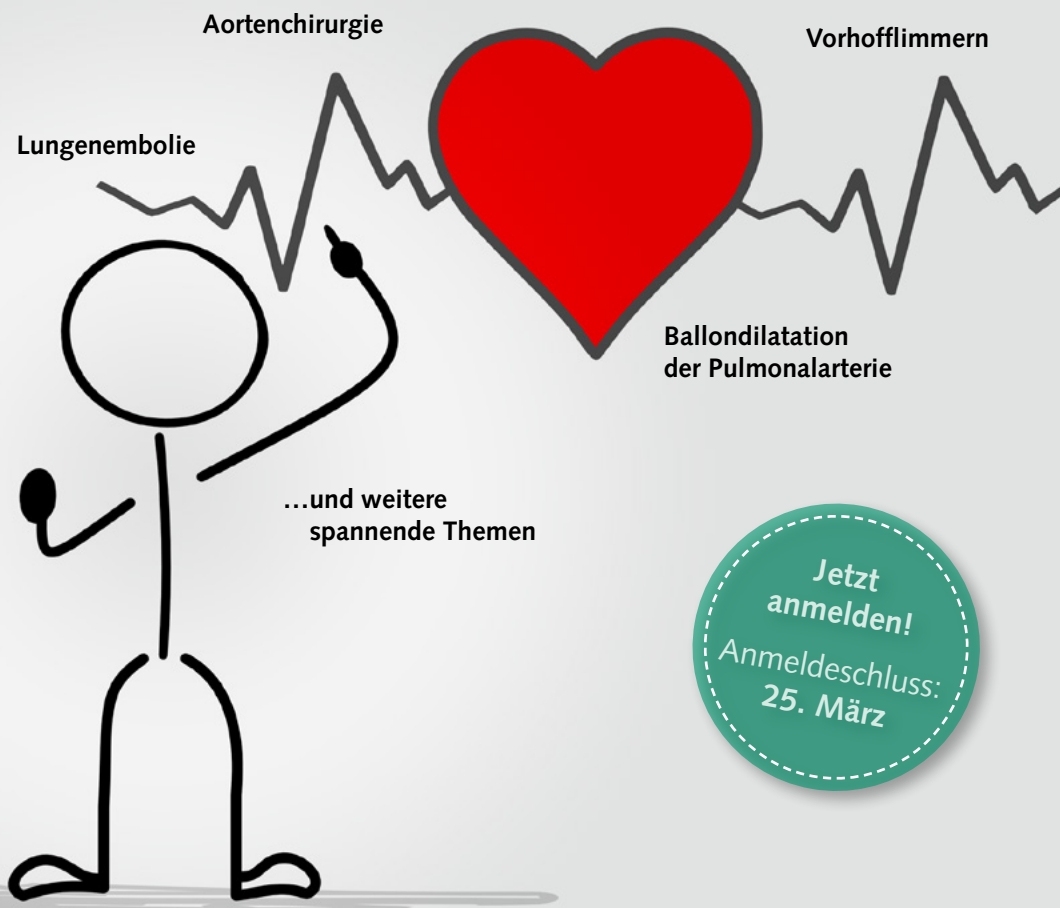 Aortenchirurgie
Vorhofflimmern
Lungenembolie
Ballondilatation
der Pulmonalarterie
…und weitere
spannende Themen
Jetzt
anmelden!
Anmeldeschluss:
25. März